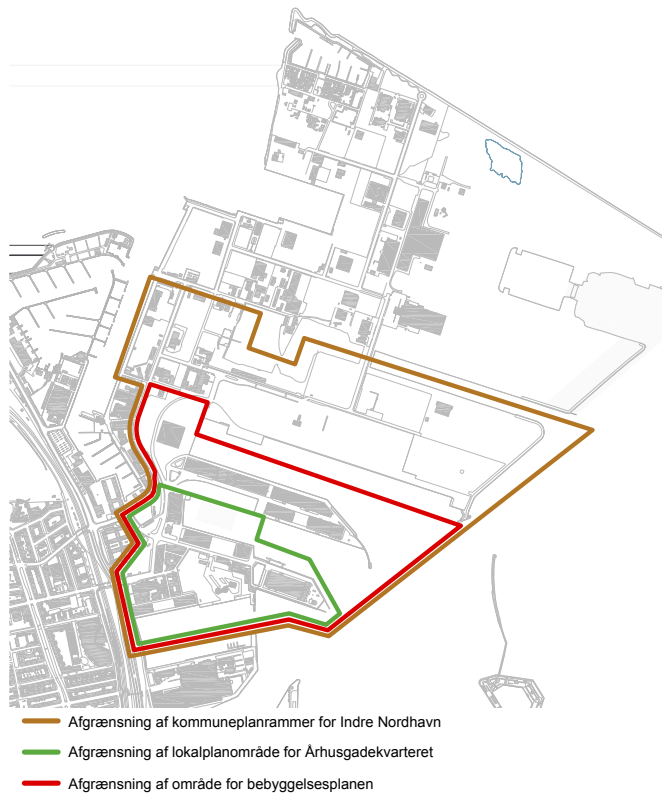 Afgrænsning af kommuneplanrammer for Indre Nordhavn
Afgrænsning af lokalplanområde for Århusgadekvarteret
Afgrænsning af område for bebyggelsesplanen